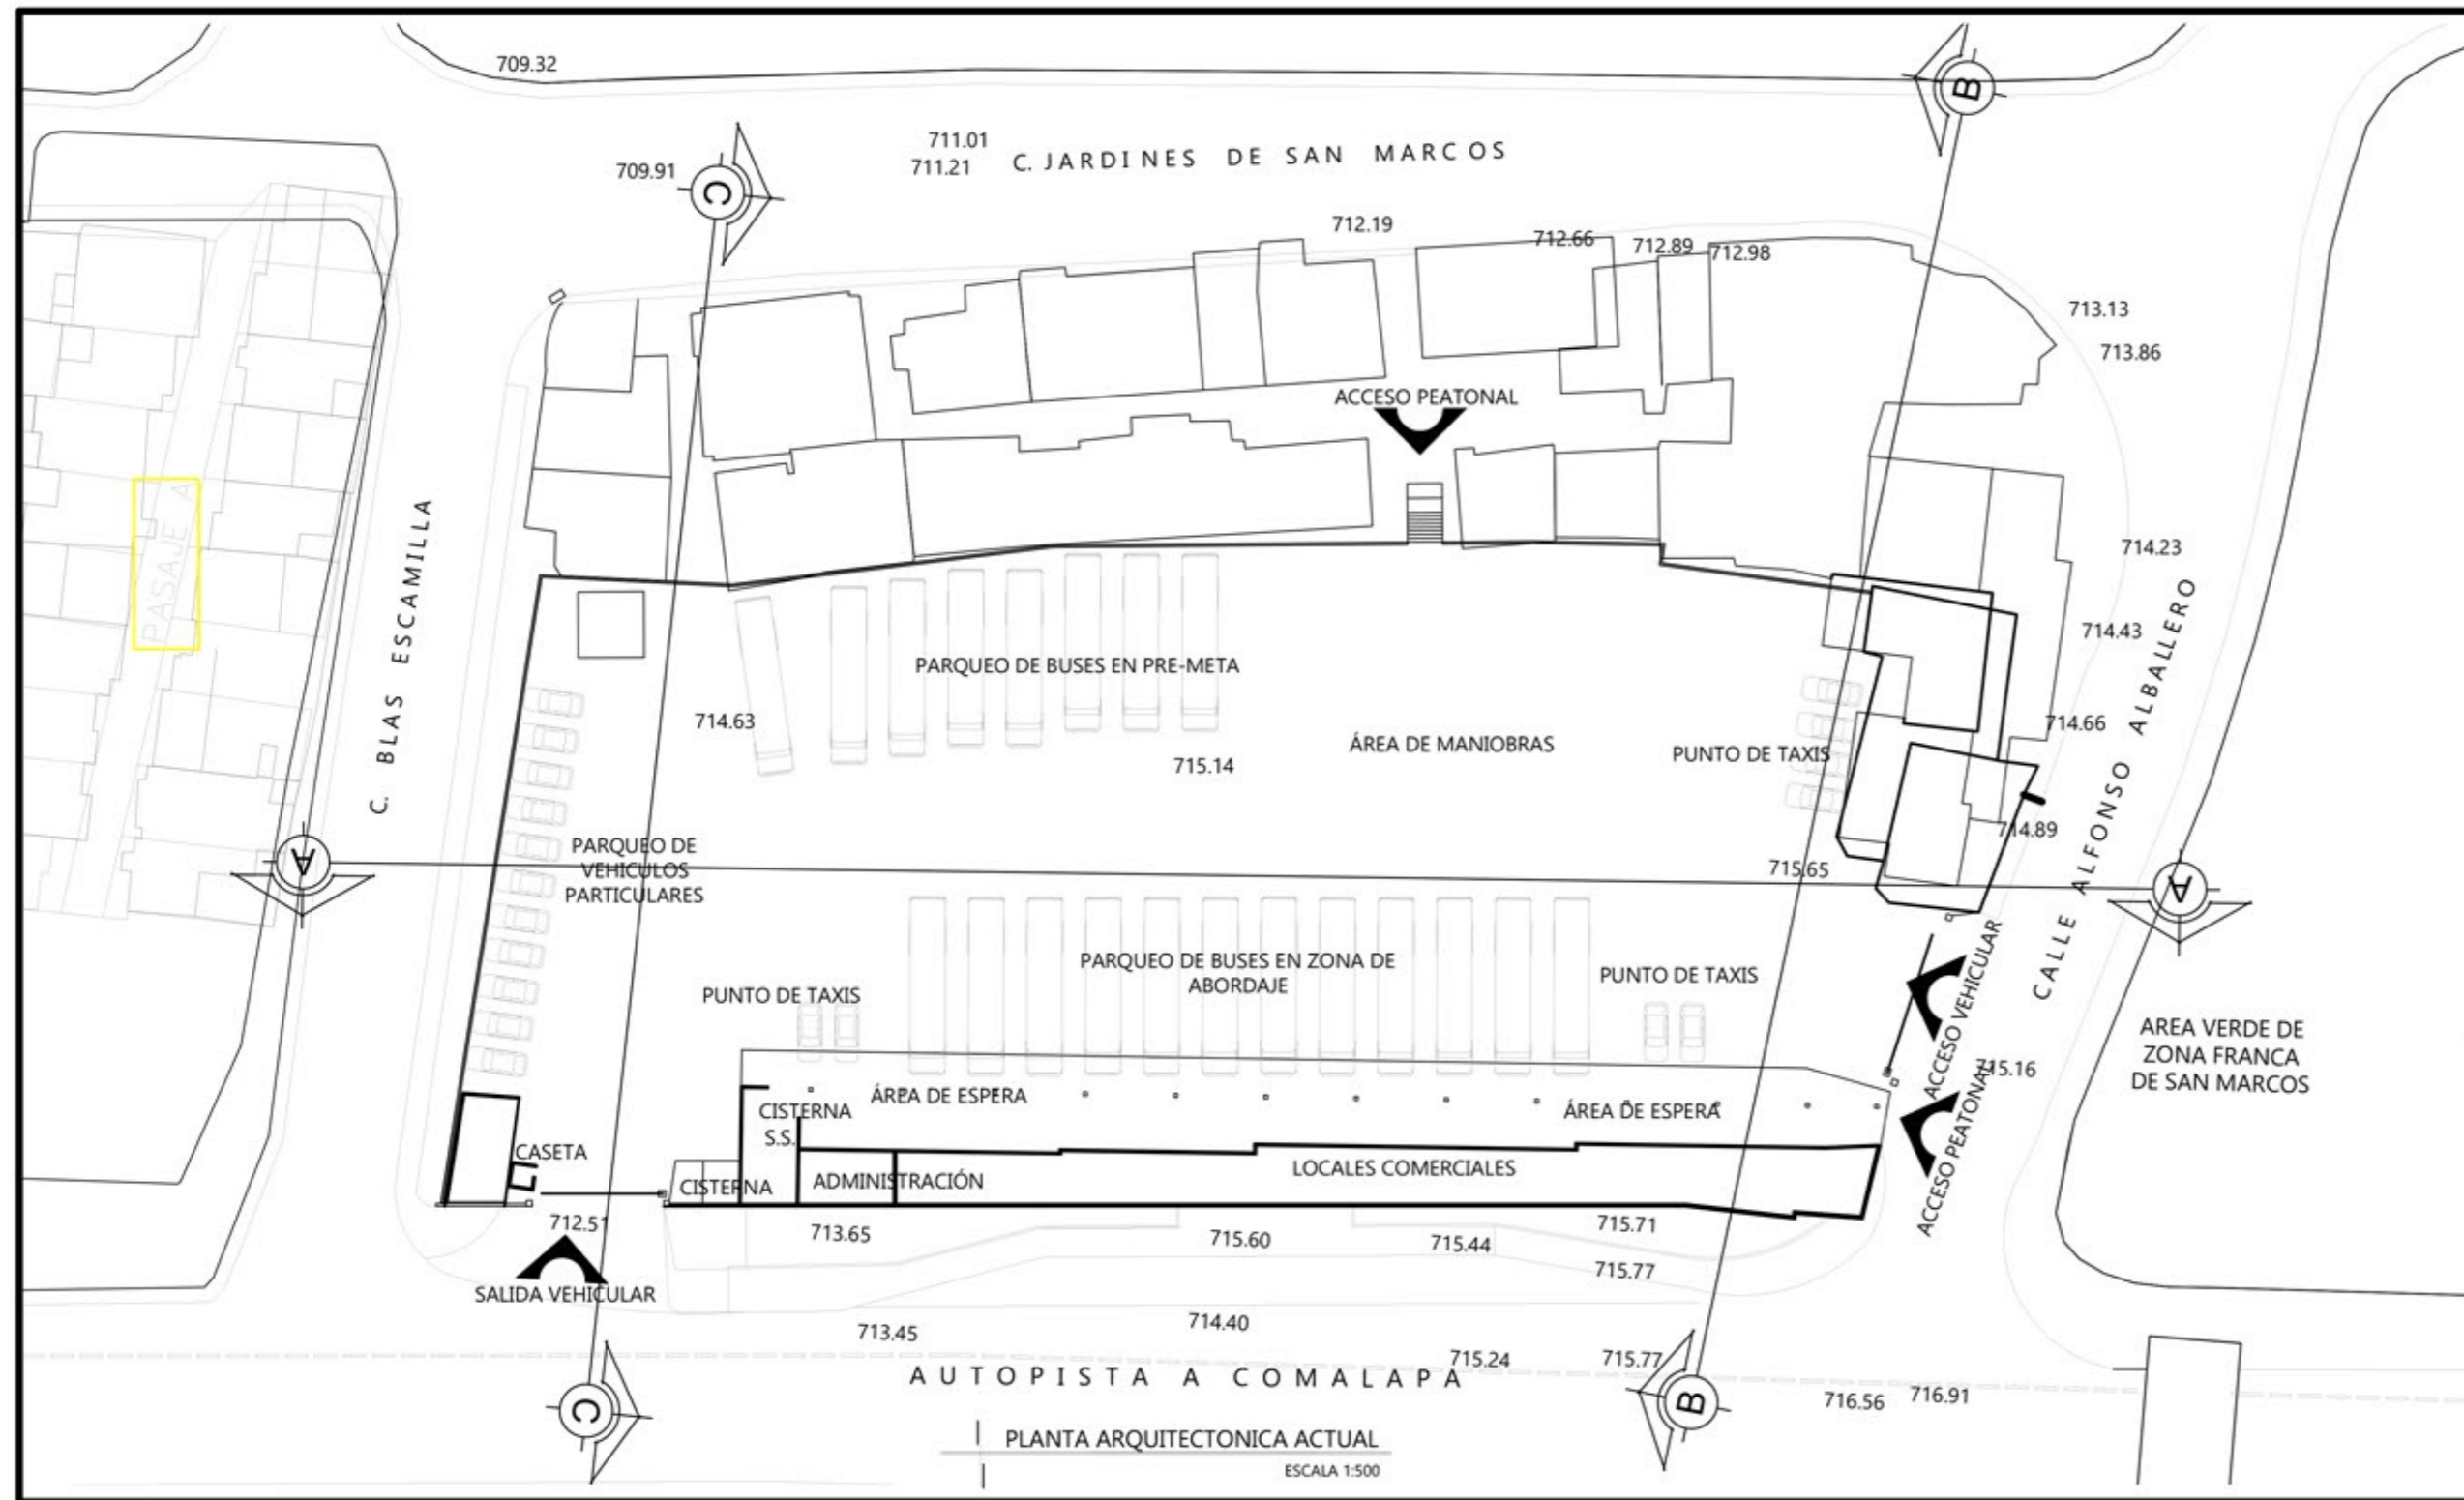 709.32
711.01
711.21
709.91
C
B
C. JARDINES DE SAN MARCOS
712.19
712.66
712.89
712.98
713.13
713.86
ACCESO PEATONAL
PASAJE A
C. BLAS ESCAMILLA
714.23
714.43
CALLE ALFONSO ALBALLERO
PARQUEO DE BUSES EN PRE-META
714.63
715.14
ÁREA DE MANIOBRAS
PUNTO DE TAXIS
714.66
714.89
PARQUEO DE
VEHICULOS
PARTICULARES
A
715.65
A
PARQUEO DE BUSES EN ZONA DE
ABORDAJE
PUNTO DE TAXIS
PUNTO DE TAXIS
ACCESO VEHICULAR
AREA VERDE DE
ZONA FRANCA
DE SAN MARCOS
715.16
ACCESO PEATONAL
ÁREA DE ESPERA
ÁREA DE ESPERA
CISTERNA
S.S.
CASETA
CISTERNA
ADMINISTRACIÓN
LOCALES COMERCIALES
712.51
713.65
715.60
715.44
715.71
715.77
SALIDA VEHICULAR
713.45
714.40
715.24
715.77
716.56
716.91
AUTOPISTA A COMALAPA
C
B
PLANTA ARQUITECTONICA ACTUAL
ESCALA 1:500